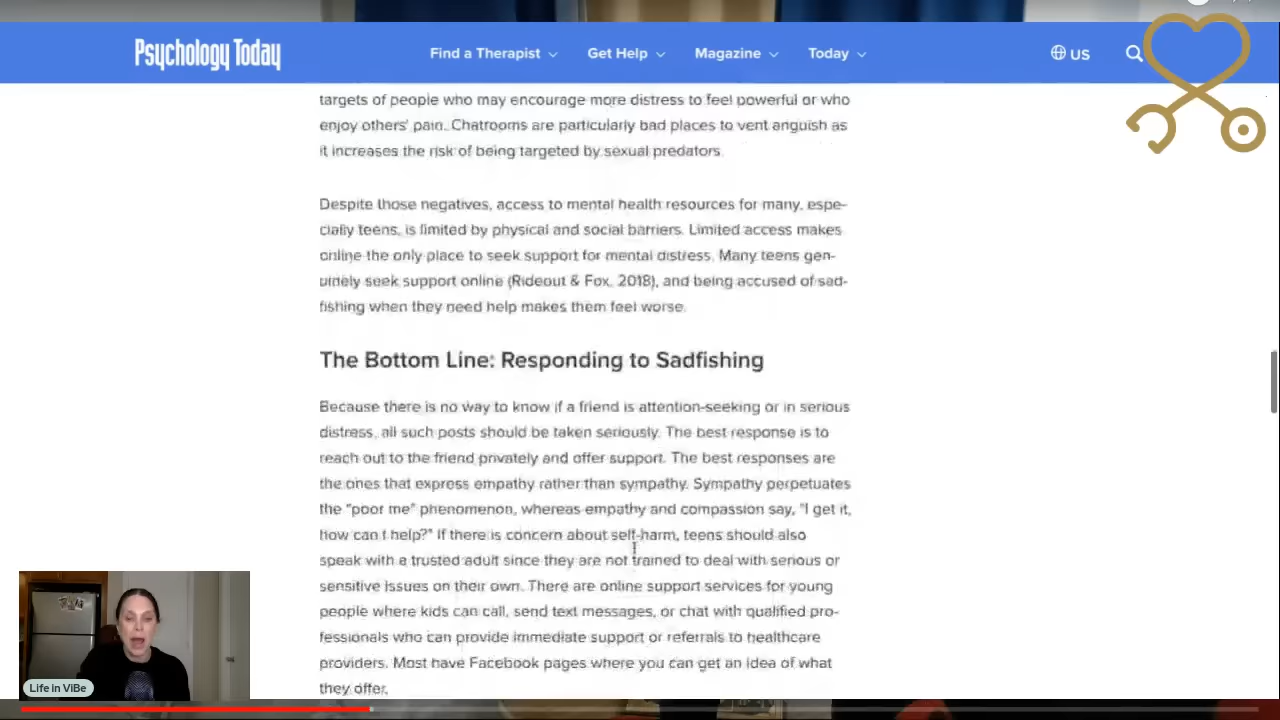 Psychology Today
Find a Therapist
Get Help
Magazine
Today
US
targets of people who may encourage more distress to feel powerful or who
enjoy others' pain. Chatrooms are particularly bad places to vent anguish as
it increases the risk of being targeted by sexual predators.
Despite those negatives, access to mental health resources for many, espe-
cially teens, is limited by physical and social barriers. Limited access makes
online the only place to seek support for mental distress. Many teens gen-
uinely seek support online (Rideout & Fox, 2018), and being accused of sad-
fishing when they need help makes them feel worse.
The Bottom Line: Responding to Sadfishing
Because there is no way to know if a friend is attention-seeking or in serious
distress, all such posts should be taken seriously. The best response is to
reach out to the friend privately and offer support. The best responses are
the ones that express empathy rather than sympathy. Sympathy perpetuates
the "poor me" phenomenon, whereas empathy and compassion say, "I get it,
how can I help?" If there is concern about self-harm, teens should also
speak with a trusted adult since they are not trained to deal with serious or
sensitive issues on their own. There are online support services for young
people where kids can call, send text messages, or chat with qualified pro-
fessionals who can provide immediate support or referrals to healthcare
providers. Most have Facebook pages where you can get an idea of what
they offer.
Life in ViBe